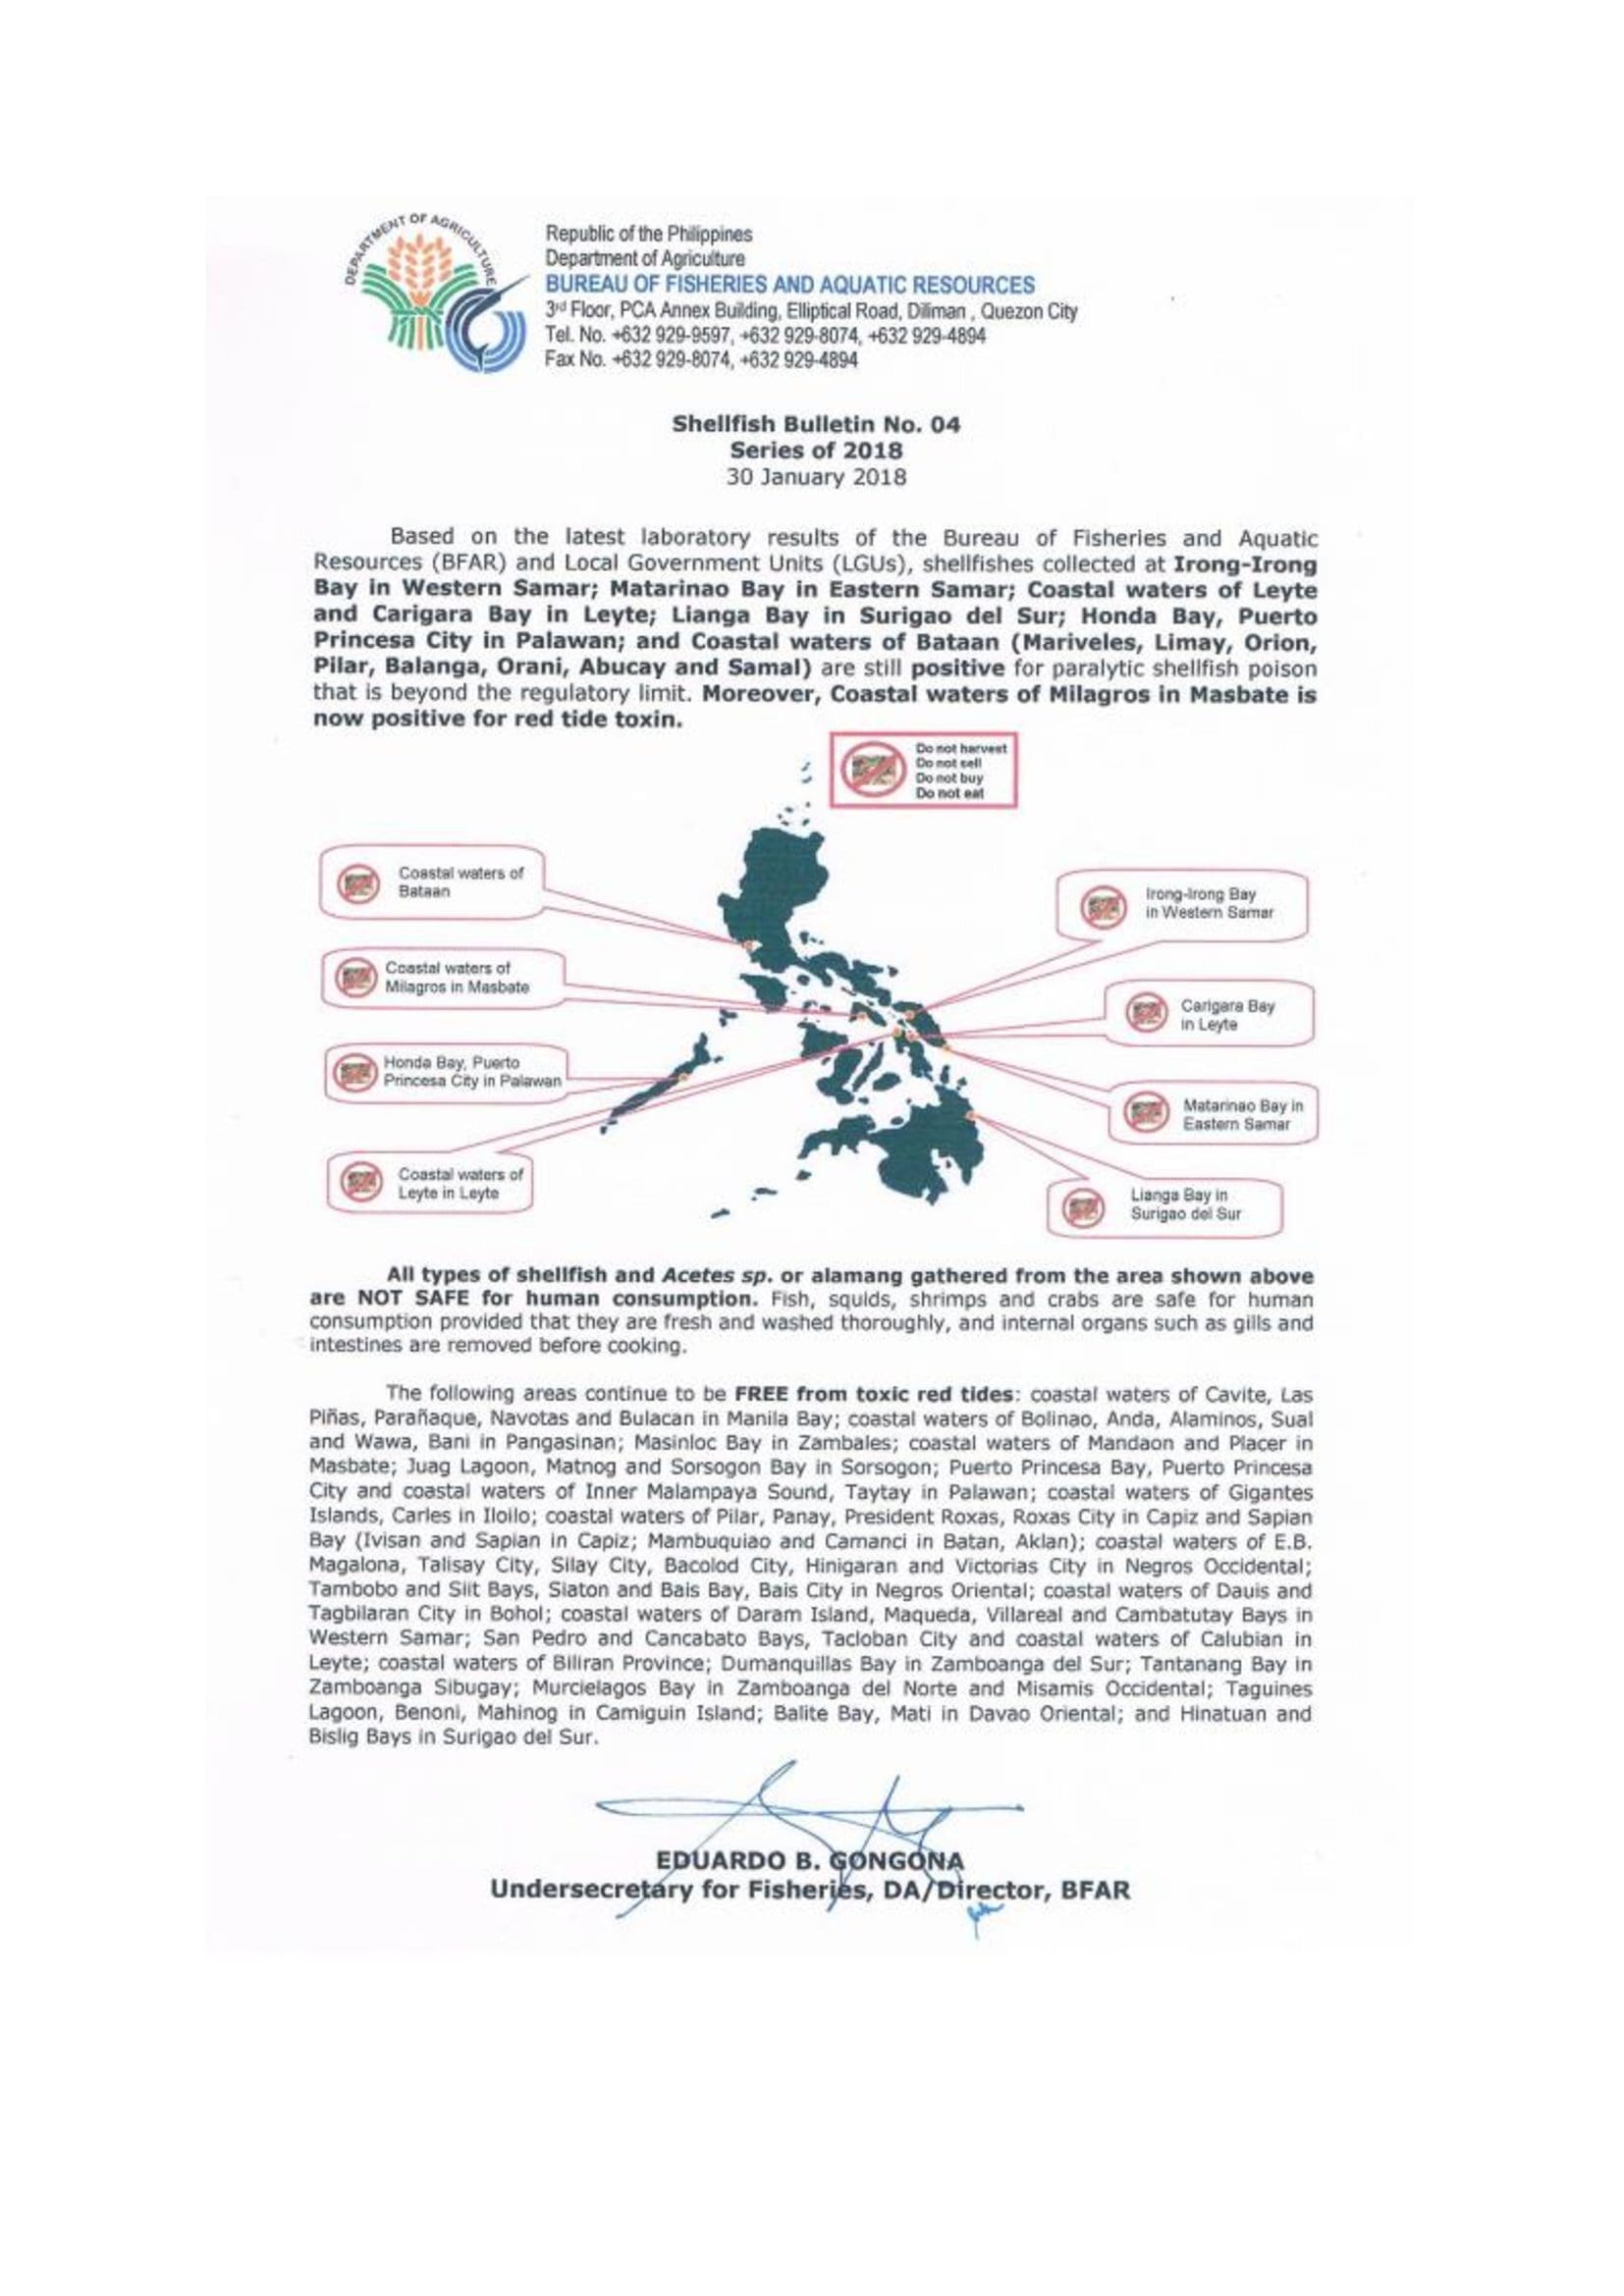 DEPARTMENT OF AGRICULTURE
Republic of the Philippines
Department of Agriculture
BUREAU OF FISHERIES AND AQUATIC RESOURCES
3rd Floor, PCA Annex Building, Elliptical Road, Diliman , Quezon City
Tel. No. +632 929-9597, +632 929-8074, +632 929-4894
Fax No. +632 929-8074, +632 929-4894
Shellfish Bulletin No. 04
Series of 2018
30 January 2018
Based on the latest laboratory results of the Bureau of Fisheries and Aquatic
Resources (BFAR) and Local Government Units (LGUs), shellfishes collected at Irong-Irong
Bay in Western Samar; Matarinao Bay in Eastern Samar; Coastal waters of Leyte
and Carigara Bay in Leyte; Lianga Bay in Surigao del Sur; Honda Bay, Puerto
Princesa City in Palawan; and Coastal waters of Bataan (Mariveles, Limay, Orion,
Pilar, Balanga, Orani, Abucay and Samal) are still positive for paralytic shellfish poison
that is beyond the regulatory limit. Moreover, Coastal waters of Milagros in Masbate is
now positive for red tide toxin.
Do not harvest
Do not sell
Do not buy
Do not eat
Coastal waters of
Bataan
Irong-Irong Bay
in Western Samar
Coastal waters of
Milagros in Masbate
Carigara Bay
in Leyte
Honda Bay, Puerto
Princesa City in Palawan
Matarinao Bay in
Eastern Samar
Coastal waters of
Leyte in Leyte
Lianga Bay in
Surigao del Sur
All types of shellfish and Acetes sp. or alamang gathered from the area shown above
are NOT SAFE for human consumption. Fish, squids, shrimps and crabs are safe for human
consumption provided that they are fresh and washed thoroughly, and internal organs such as gills and
intestines are removed before cooking.
The following areas continue to be FREE from toxic red tides: coastal waters of Cavite, Las
Piñas, Parañaque, Navotas and Bulacan in Manila Bay; coastal waters of Bolinao, Anda, Alaminos, Sual
and Wawa, Bani in Pangasinan; Masinloc Bay in Zambales; coastal waters of Mandaon and Placer in
Masbate; Juag Lagoon, Matnog and Sorsogon Bay in Sorsogon; Puerto Princesa Bay, Puerto Princesa
City and coastal waters of Inner Malampaya Sound, Taytay in Palawan; coastal waters of Gigantes
Islands, Carles in Iloilo; coastal waters of Pilar, Panay, President Roxas, Roxas City in Capiz and Sapian
Bay (Ivisan and Sapian in Capiz; Mambuquiao and Camanci in Batan, Aklan); coastal waters of E.B.
Magalona, Talisay City, Silay City, Bacolod City, Hinigaran and Victorias City in Negros Occidental;
Tambobo and Siit Bays, Siaton and Bais Bay, Bais City in Negros Oriental; coastal waters of Dauis and
Tagbilaran City in Bohol; coastal waters of Daram Island, Maqueda, Villareal and Cambatutay Bays in
Western Samar; San Pedro and Cancabato Bays, Tacloban City and coastal waters of Calubian in
Leyte; coastal waters of Biliran Province; Dumanquillas Bay in Zamboanga del Sur; Tantanang Bay in
Zamboanga Sibugay; Murcielagos Bay in Zamboanga del Norte and Misamis Occidental; Taguines
Lagoon, Benoni, Mahinog in Camiguin Island; Balite Bay, Mati in Davao Oriental; and Hinatuan and
Bislig Bays in Surigao del Sur.
EDUARDO B. GONGONA
Undersecretary for Fisheries, DA/Director, BFAR